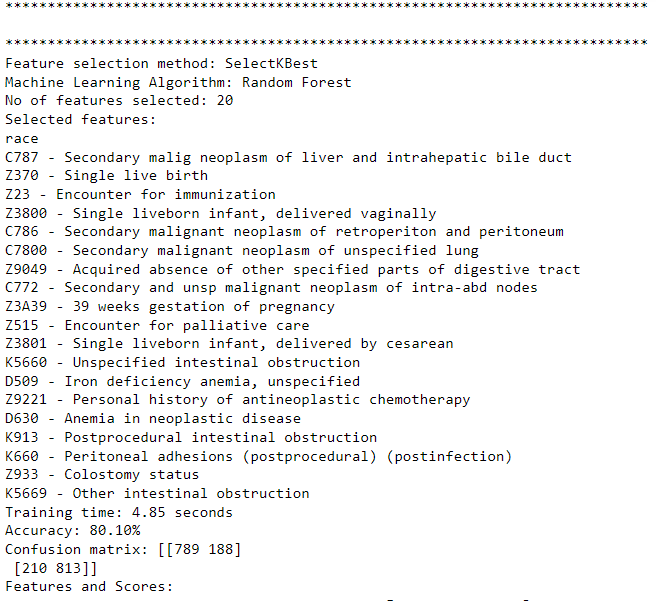 ******************************************************************************
******************************************************************************
Feature selection method: SelectKBest
Machine Learning Algorithm: Random Forest
No of features selected: 20
Selected features:
race
C787 - Secondary malig neoplasm of liver and intrahepatic bile duct
Z370 - Single live birth
Z23 - Encounter for immunization
Z3800 - Single liveborn infant, delivered vaginally
C786 - Secondary malignant neoplasm of retroperiton and peritoneum
C7800 - Secondary malignant neoplasm of unspecified lung
Z9049 - Acquired absence of other specified parts of digestive tract
C772 - Secondary and unsp malignant neoplasm of intra-abd nodes
Z3A39 - 39 weeks gestation of pregnancy
Z515 - Encounter for palliative care
Z3801 - Single liveborn infant, delivered by cesarean
K5660 - Unspecified intestinal obstruction
D509 - Iron deficiency anemia, unspecified
Z9221 - Personal history of antineoplastic chemotherapy
D630 - Anemia in neoplastic disease
K913 - Postprocedural intestinal obstruction
K660 - Peritoneal adhesions (postprocedural) (postinfection)
Z933 - Colostomy status
K5669 - Other intestinal obstruction
Training time: 4.85 seconds
Accuracy: 80.10%
Confusion matrix: [[789 188]
 [210 813]]
Features and Scores: